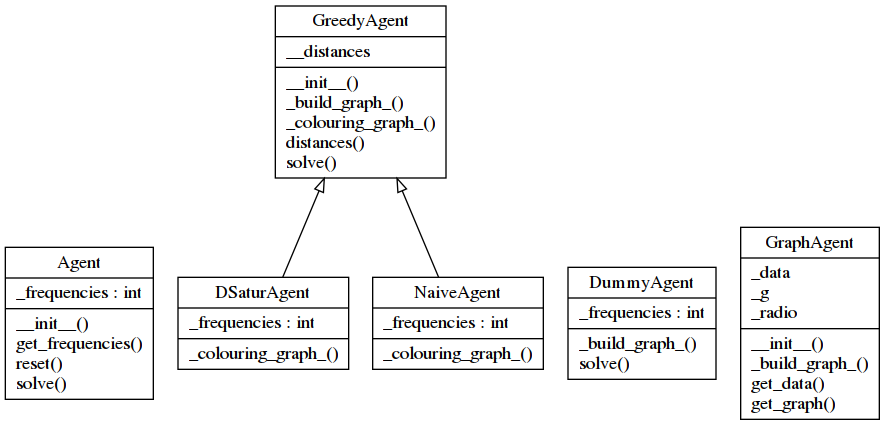 GreedyAgent
__distances
__init__()
_build_graph_()
_colouring_graph_()
distances()
solve()
Agent
_frequencies : int
__init__()
get_frequencies()
reset()
solve()
DSaturAgent
_frequencies : int
_colouring_graph_()
NaiveAgent
_frequencies : int
_colouring_graph_()
DummyAgent
_frequencies : int
_build_graph_()
solve()
GraphAgent
_data
_g
_radio
__init__()
_build_graph_()
get_data()
get_graph()